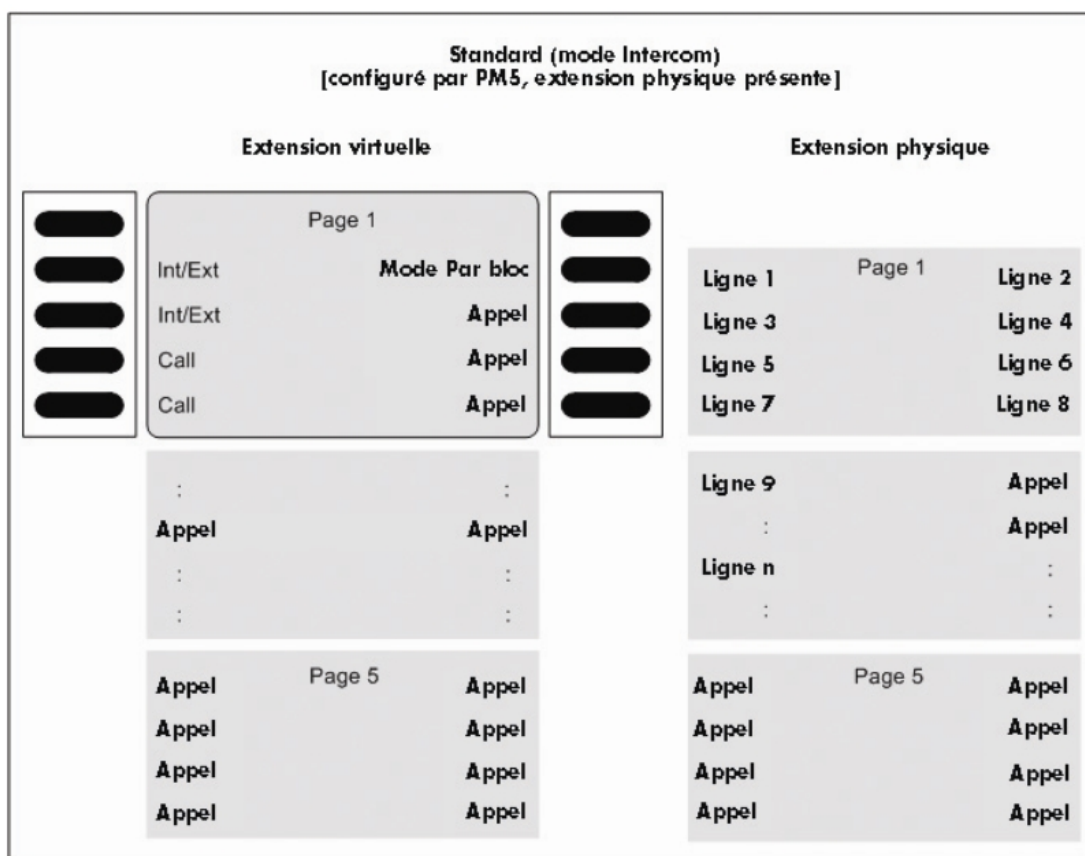 Standard (mode Intercom)
[configuré par PM5, extension physique présente]
Extension virtuelle
Page 1
Int/Ext Mode Par bloc
Int/Ext Appel
Call Appel
Call Appel
: :
Appel Appel
: :
: :
Page 5
Appel Appel
Appel Appel
Appel Appel
Appel Appel
Extension physique
Page 1
Ligne 1 Ligne 2
Ligne 3 Ligne 4
Ligne 5 Ligne 6
Ligne 7 Ligne 8
Ligne 9 Appel
: Appel
Ligne n :
: :
Page 5
Appel Appel
Appel Appel
Appel Appel
Appel Appel